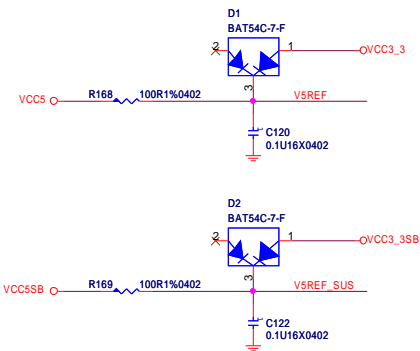 D1
BAT54C-7-F
2
1
VCC3_3
3
VCC5
R168
100R1%0402
V5REF
C120
0.1U16X0402
D2
BAT54C-7-F
2
1
VCC3_3SB
3
VCC5SB
R169
100R1%0402
V5REF_SUS
C122
0.1U16X0402